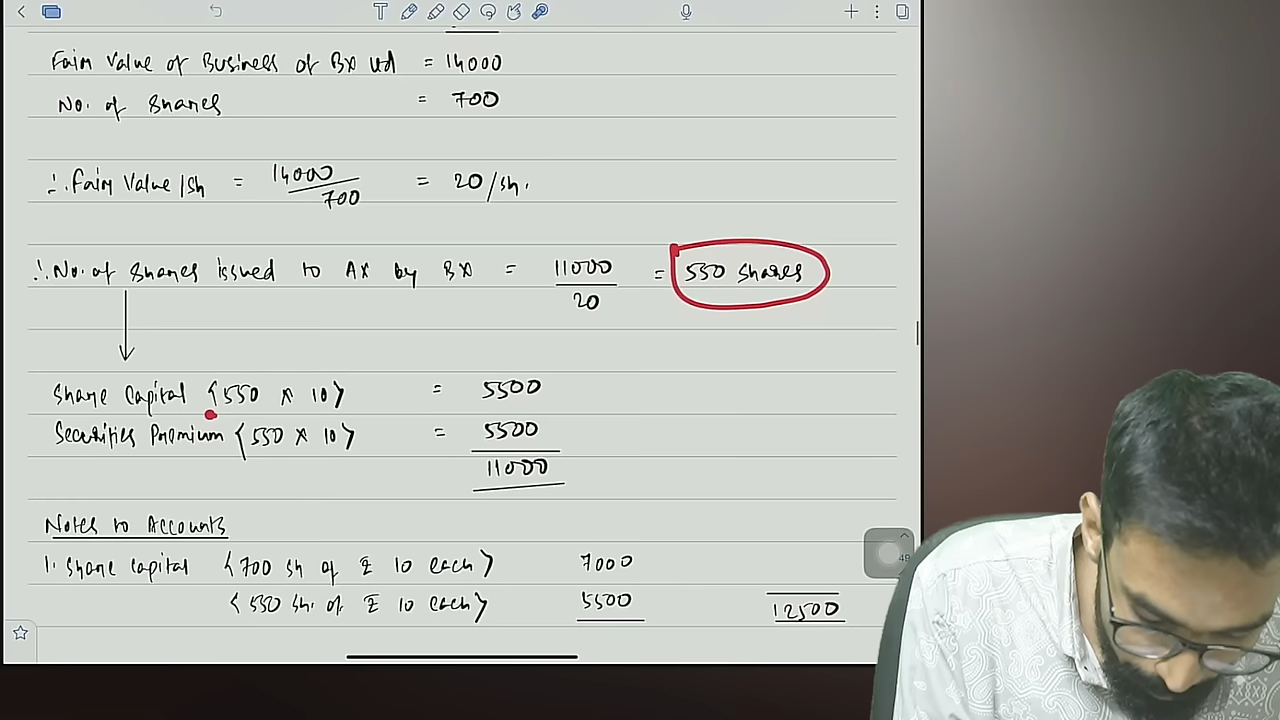 Fair Value of Business of BX Ltd = 14000
No. of Shares = 700
∴ Fair Value/Sh = 14000/700 = 20/sh.
∴ No. of Shares issued to AX by BX = 11000/20 = 550 shares
Share Capital {550 x 10} = 5500
Securities Premium {550 x 10} = 5500
11000
Notes to Accounts
1. Share capital {700 sh of ₹ 10 each} 7000
{550 sh. of ₹ 10 each} 5500 12500